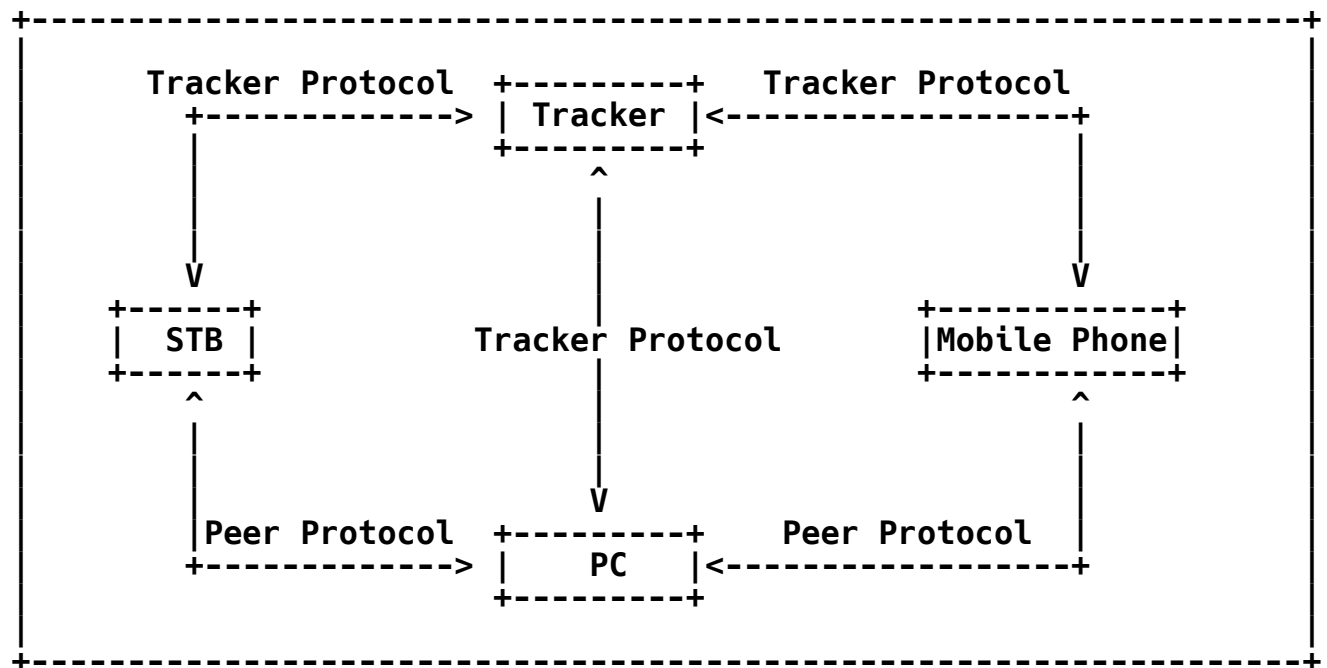 Tracker Protocol Tracker Tracker Protocol
STB Tracker Protocol Mobile Phone
Peer Protocol Peer Protocol
PC